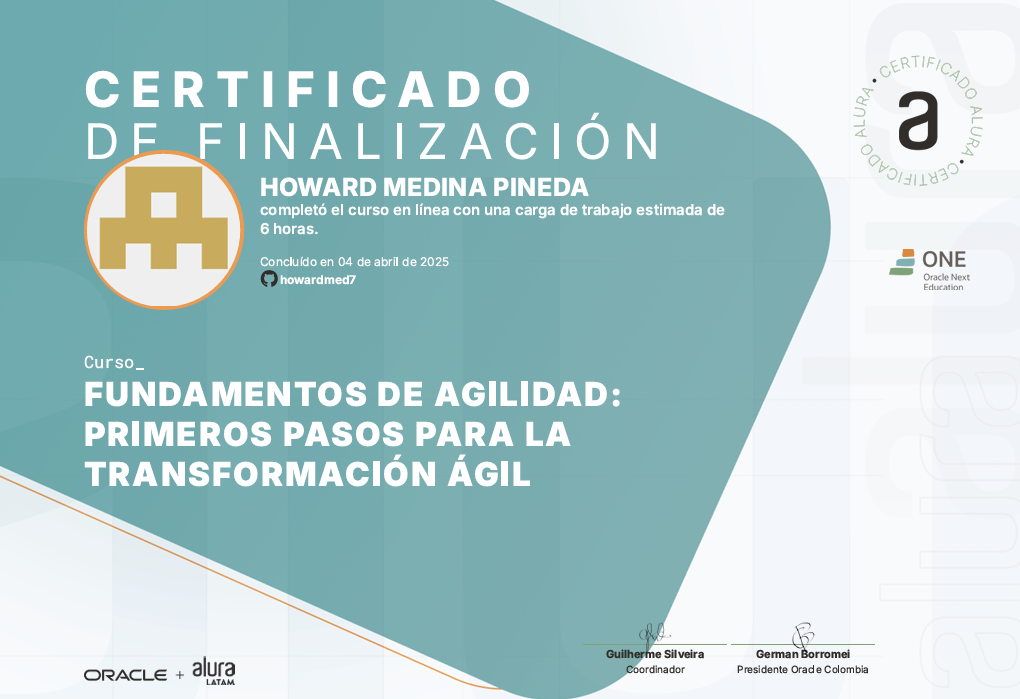 CERTIFICADO
DE FINALIZACIÓN
HOWARD MEDINA PINEDA
completó el curso en línea con una carga de trabajo estimada de
6 horas.
Concluído en 04 de abril de 2025
howardmed7
Curso_
FUNDAMENTOS DE AGILIDAD:
PRIMEROS PASOS PARA LA
TRANSFORMACIÓN ÁGIL
CERTIFICADO ALURA • CERTIFICADO ALURA •
a
ONE
Oracle Next
Education
alura
alura
ORACLE + alura
LATAM
Guilherme Silveira
Coordinador
German Borromei
Presidente Oracle Colombia